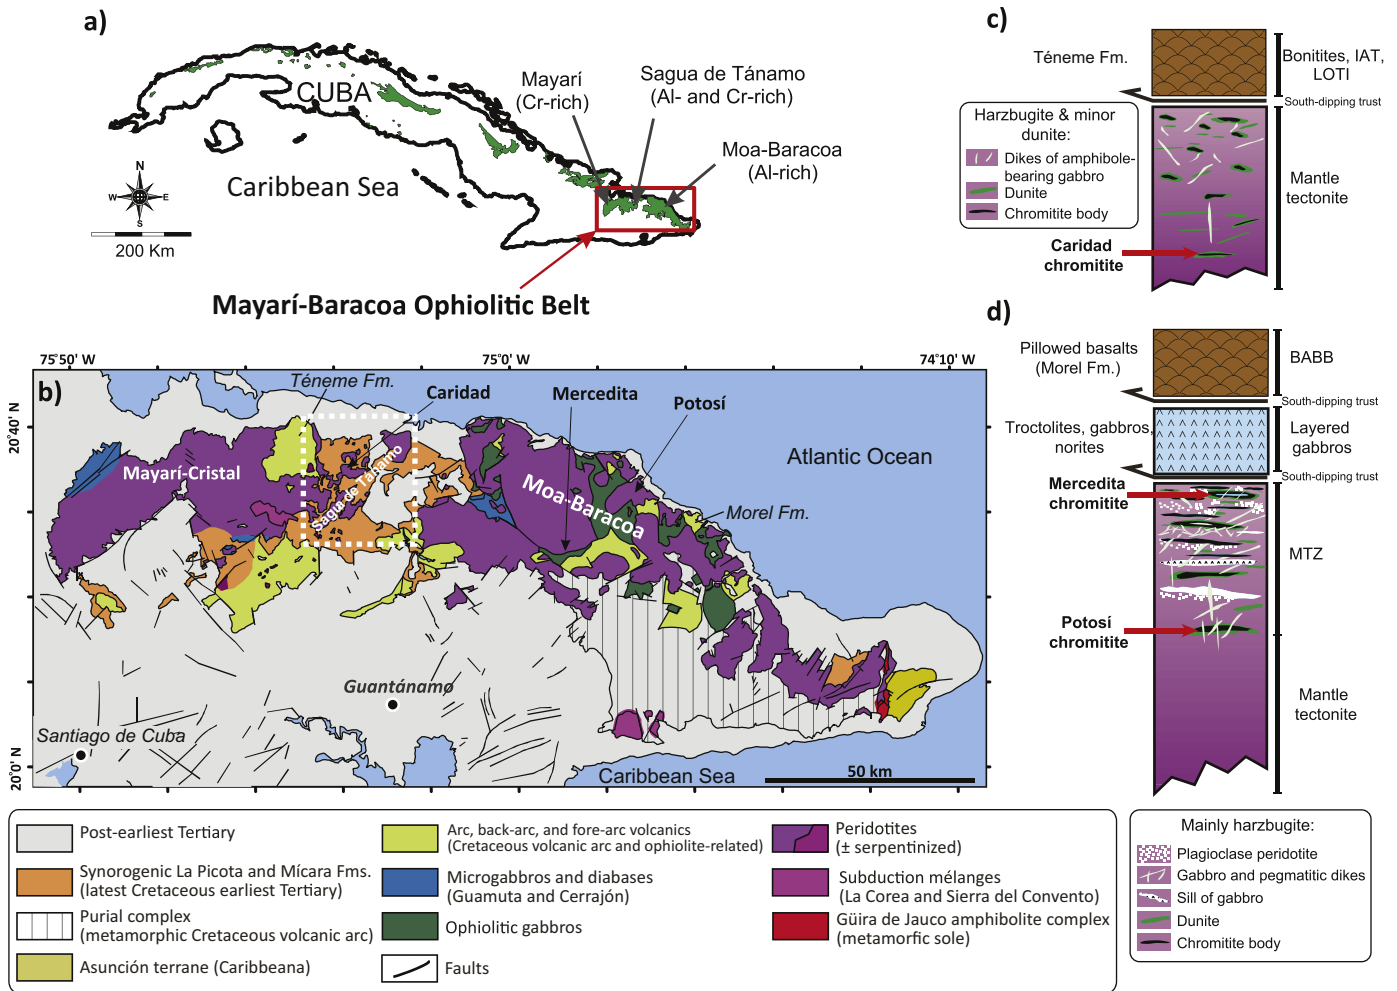 a)
CUBA
Mayarí
(Cr-rich)
Sagua de Tánamo
(Al- and Cr-rich)
Moa-Baracoa
(Al-rich)
Caribbean Sea
N
W
E
S
200 Km
Mayarí-Baracoa Ophiolitic Belt
75°50' W
75°0' W
74°10' W
20°40' N
20°0' N
b)
Téneme Fm.
Caridad
Mercedita
Potosí
Mayarí-Cristal
Sagua de Tánamo
Moa-Baracoa
Morel Fm.
Atlantic Ocean
Guantánamo
Santiago de Cuba
Caribbean Sea
50 km
Post-earliest Tertiary
Synorogenic La Picota and Mícara Fms.
(latest Cretaceous earliest Tertiary)
Purial complex
(metamorphic Cretaceous volcanic arc)
Asunción terrane (Caribbeana)
Arc, back-arc, and fore-arc volcanics
(Cretaceous volcanic arc and ophiolite-related)
Microgabbros and diabases
(Guamuta and Cerrajón)
Ophiolitic gabbros
Faults
Peridotites
(± serpentinized)
Subduction mélanges
(La Corea and Sierra del Convento)
Güira de Jauco amphibolite complex
(metamorfic sole)
c)
Téneme Fm.
Bonitites, IAT,
LOTI
South-dipping trust
Harzbugite & minor
dunite:
Dikes of amphibole-
bearing gabbro
Dunite
Chromitite body
Mantle
tectonite
Caridad
chromitite
d)
Pillowed basalts
(Morel Fm.)
BABB
South-dipping trust
Troctolites, gabbros,
norites
Layered
gabbros
South-dipping trust
Mercedita
chromitite
MTZ
Potosí
chromitite
Mantle
tectonite
Mainly harzbugite:
Plagioclase peridotite
Gabbro and pegmatitic dikes
Sill of gabbro
Dunite
Chromitite body